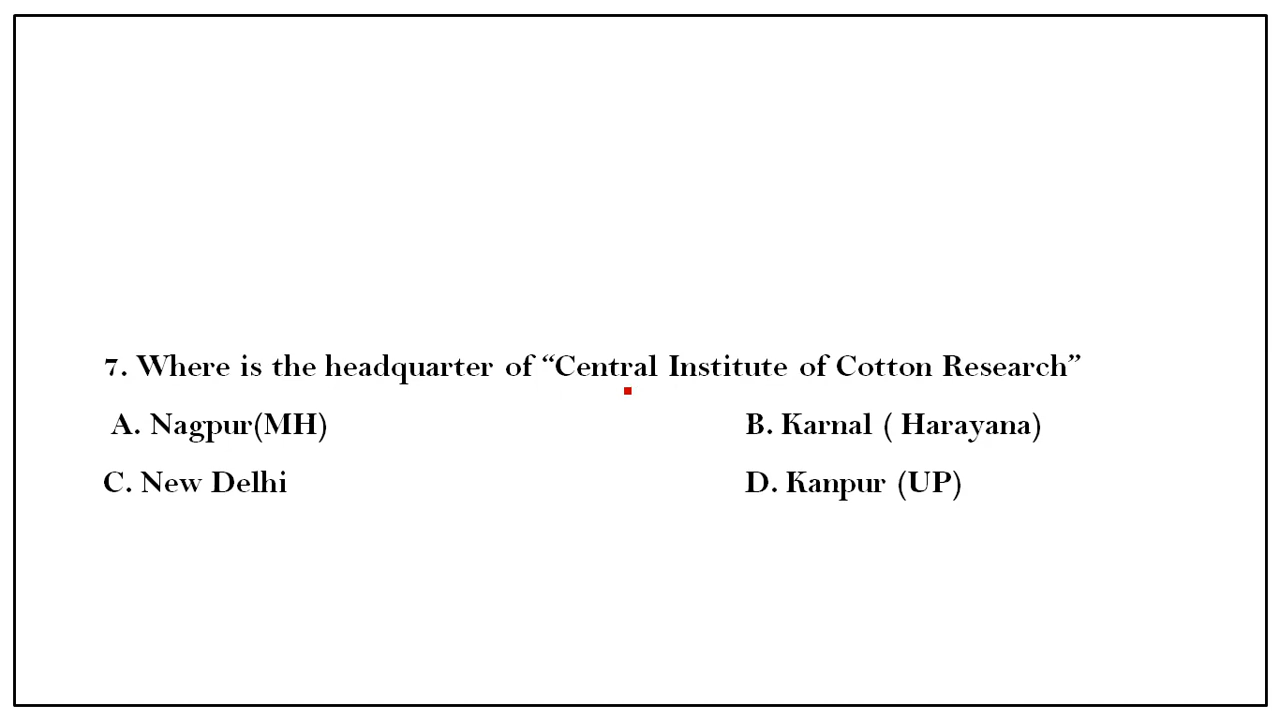 7. Where is the headquarter of “Central Institute of Cotton Research”
A. Nagpur(MH) B. Karnal ( Harayana)
C. New Delhi D. Kanpur (UP)